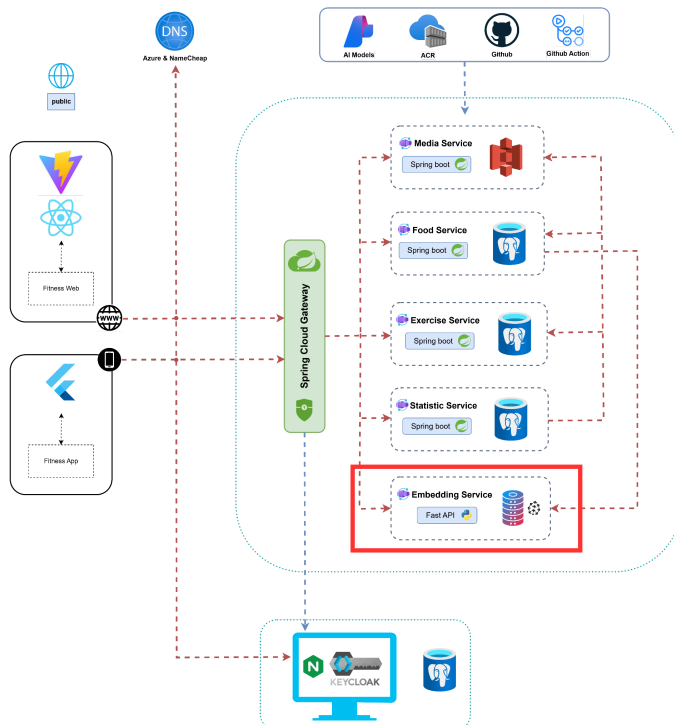 DNS
Azure & NameCheap
AI Models
ACR
Github
Github Action
public
Media Service
Spring boot
Food Service
Spring boot
Fitness Web
WWW
Spring Cloud Gateway
Exercise Service
Spring boot
Statistic Service
Spring boot
Fitness App
Embedding Service
Fast API
N
KEYCLOAK